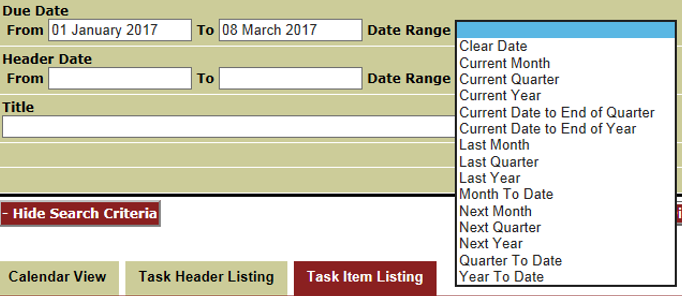 Due Date
From 01 January 2017 To 08 March 2017 Date Range
Clear Date
Current Month
Current Quarter
Current Year
Current Date to End of Quarter
Current Date to End of Year
Last Month
Last Quarter
Last Year
Month To Date
Next Month
Next Quarter
Next Year
Quarter To Date
Year To Date
Header Date
From To Date Range
Title
- Hide Search Criteria
Calendar View Task Header Listing Task Item Listing